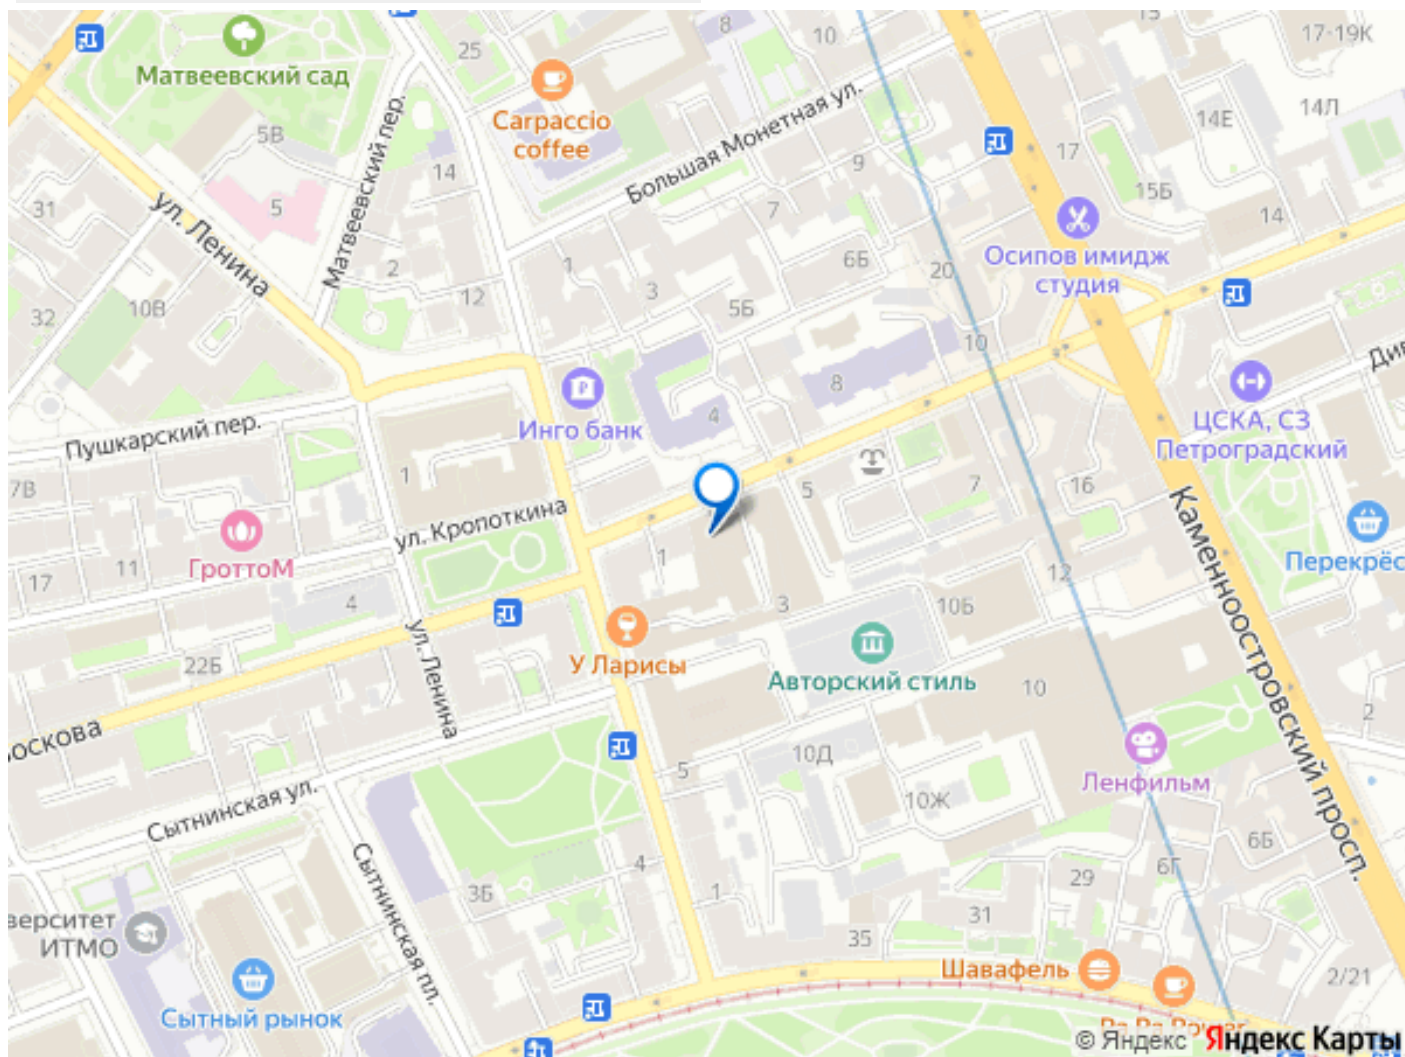 8
10
15
17-19К
25
Матвеевский сад
Carpaccio
coffee
Большая Монетная ул.
14Е
14Л
5В
Матвеевский пер.
14
9
17
15Б
31
5
ул. Ленина
7
14
Осипов имидж
студия
2
1
6Б
20
12
3
5Б
32
10В
10
8
ЦСКА, СЗ
Петроградский
Инго банк
4
Пушкарский пер.
7В
1
5
7
16
ул. Кропоткина
Каменноостровский просп.
ГроттоМ
Перекрёс
17
11
1
12
4
3
10Б
У Ларисы
22Б
ул. Ленина
Авторский стиль
10
2
оскова
10Д
5
Ленфильм
Сытнинская ул.
10Ж
6Б
Сытнинская пл.
4
6Г
3Б
1
29
31
верситет
ИТМО
35
Шавафель
2/21
Сытный рынок
© Яндекс Яндекс Карты